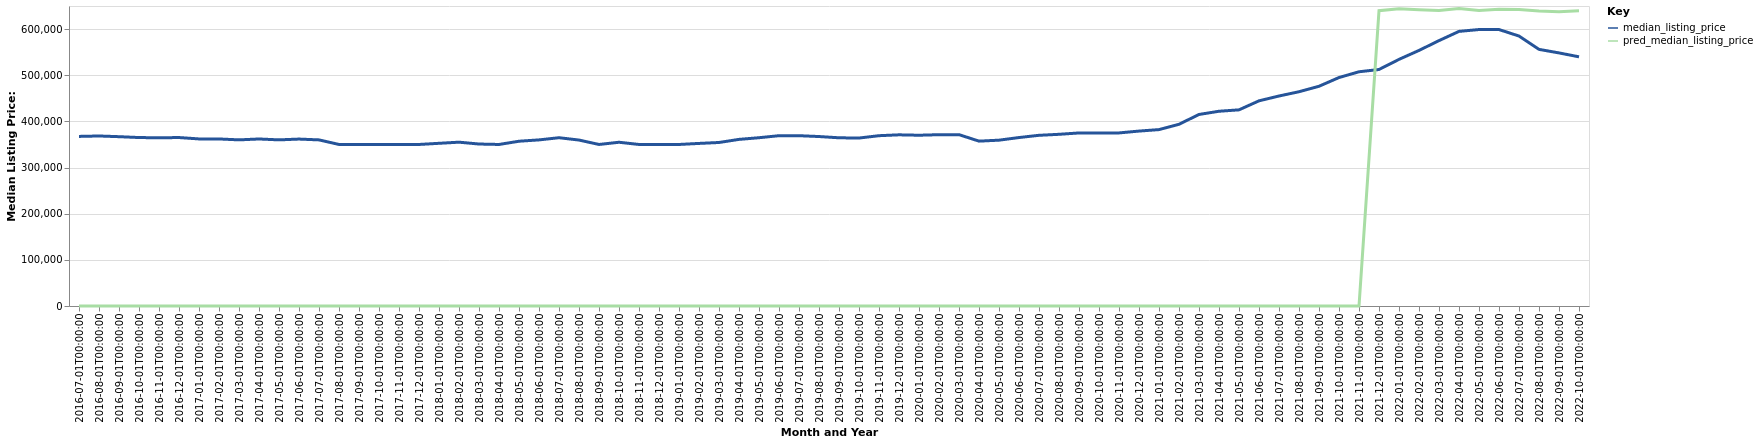 Key
median_listing_price
pred_median_listing_price
Median Listing Price:
600,000
500,000
400,000
300,000
200,000
100,000
0
2016-07-01T00:00:00
2016-08-01T00:00:00
2016-09-01T00:00:00
2016-10-01T00:00:00
2016-11-01T00:00:00
2016-12-01T00:00:00
2017-01-01T00:00:00
2017-02-01T00:00:00
2017-03-01T00:00:00
2017-04-01T00:00:00
2017-05-01T00:00:00
2017-06-01T00:00:00
2017-07-01T00:00:00
2017-08-01T00:00:00
2017-09-01T00:00:00
2017-10-01T00:00:00
2017-11-01T00:00:00
2017-12-01T00:00:00
2018-01-01T00:00:00
2018-02-01T00:00:00
2018-03-01T00:00:00
2018-04-01T00:00:00
2018-05-01T00:00:00
2018-06-01T00:00:00
2018-07-01T00:00:00
2018-08-01T00:00:00
2018-09-01T00:00:00
2018-10-01T00:00:00
2018-11-01T00:00:00
2018-12-01T00:00:00
2019-01-01T00:00:00
2019-02-01T00:00:00
2019-03-01T00:00:00
2019-04-01T00:00:00
2019-05-01T00:00:00
2019-06-01T00:00:00
2019-07-01T00:00:00
2019-08-01T00:00:00
2019-09-01T00:00:00
2019-10-01T00:00:00
2019-11-01T00:00:00
2019-12-01T00:00:00
2020-01-01T00:00:00
2020-02-01T00:00:00
2020-03-01T00:00:00
2020-04-01T00:00:00
2020-05-01T00:00:00
2020-06-01T00:00:00
2020-07-01T00:00:00
2020-08-01T00:00:00
2020-09-01T00:00:00
2020-10-01T00:00:00
2020-11-01T00:00:00
2020-12-01T00:00:00
2021-01-01T00:00:00
2021-02-01T00:00:00
2021-03-01T00:00:00
2021-04-01T00:00:00
2021-05-01T00:00:00
2021-06-01T00:00:00
2021-07-01T00:00:00
2021-08-01T00:00:00
2021-09-01T00:00:00
2021-10-01T00:00:00
2021-11-01T00:00:00
2021-12-01T00:00:00
2022-01-01T00:00:00
2022-02-01T00:00:00
2022-03-01T00:00:00
2022-04-01T00:00:00
2022-05-01T00:00:00
2022-06-01T00:00:00
2022-07-01T00:00:00
2022-08-01T00:00:00
2022-09-01T00:00:00
2022-10-01T00:00:00
Month and Year